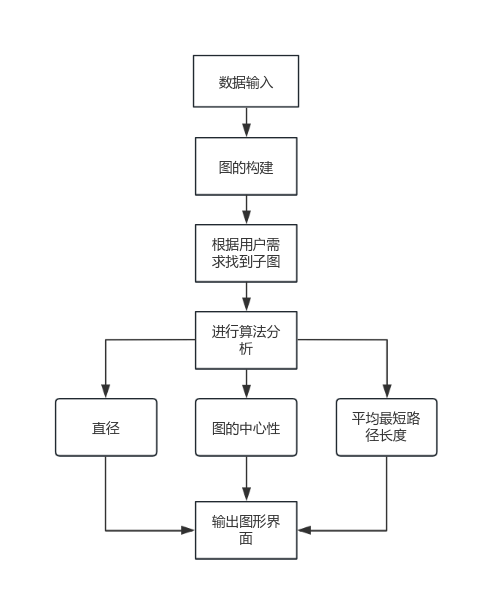 数据输入
图的构建
根据用户需
求找到子图
进行算法分
析
直径
图的中心性
平均最短路
径长度
输出图形界
面